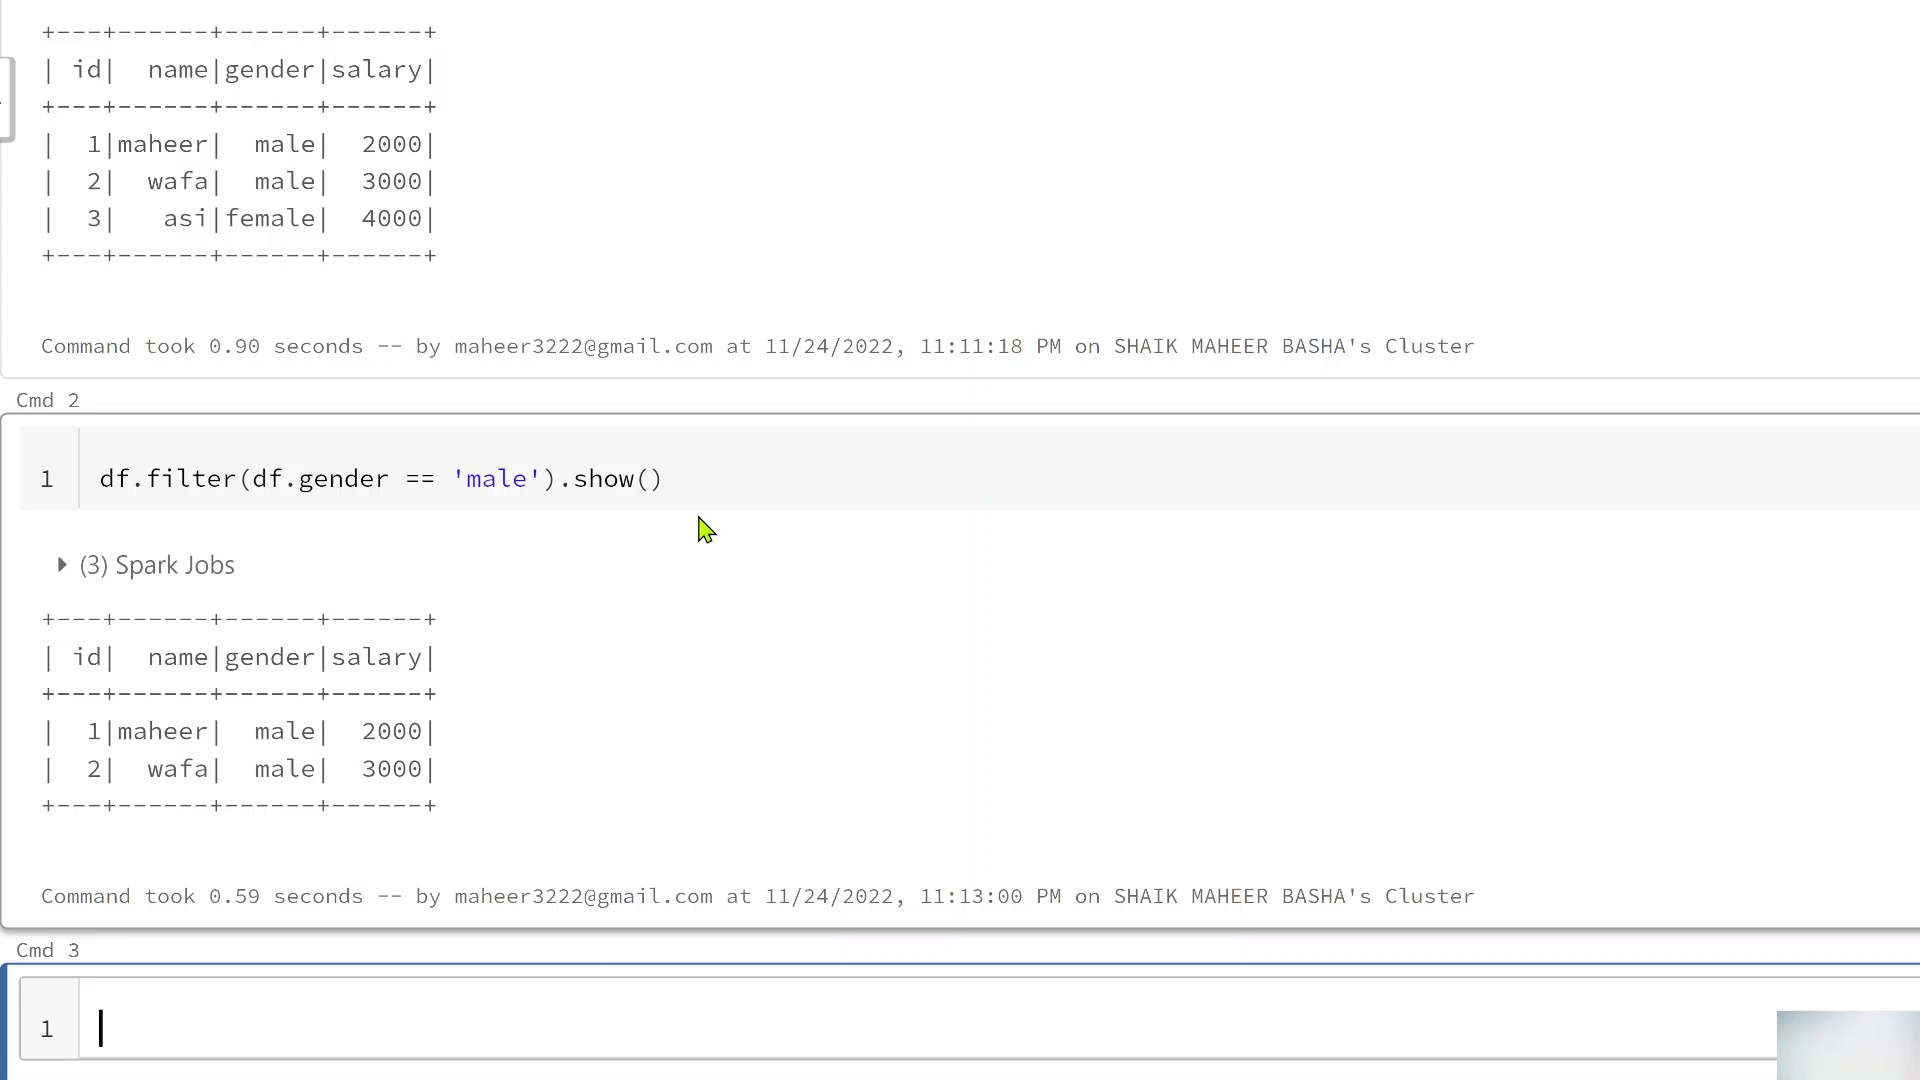 +---+------+------+------+
| id|  name|gender|salary|
+---+------+------+------+
|  1|maheer|  male|  2000|
|  2|  wafa|  male|  3000|
|  3|   asi|female|  4000|
+---+------+------+------+
Command took 0.90 seconds -- by maheer3222@gmail.com at 11/24/2022, 11:11:18 PM on SHAIK MAHEER BASHA's Cluster
Cmd 2
1 df.filter(df.gender == 'male').show()
(3) Spark Jobs
+---+------+------+------+
| id|  name|gender|salary|
+---+------+------+------+
|  1|maheer|  male|  2000|
|  2|  wafa|  male|  3000|
+---+------+------+------+
Command took 0.59 seconds -- by maheer3222@gmail.com at 11/24/2022, 11:13:00 PM on SHAIK MAHEER BASHA's Cluster
Cmd 3
1